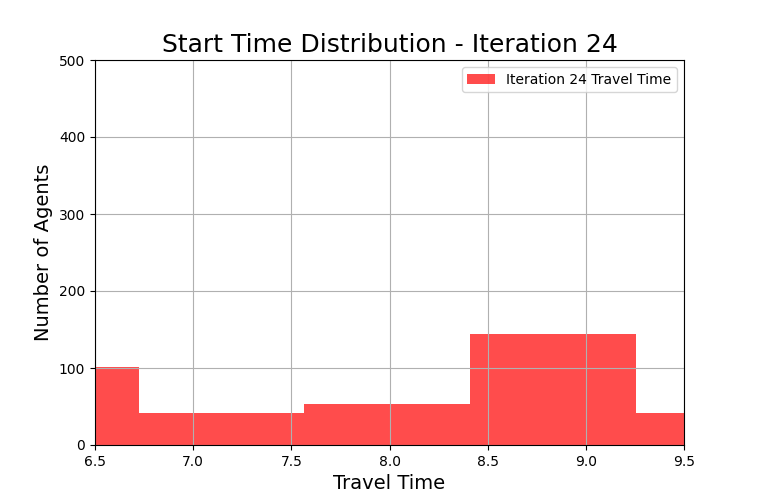 Start Time Distribution - Iteration 24
Iteration 24 Travel Time
Number of Agents
500
400
300
200
100
0
6.5 7.0 7.5 8.0 8.5 9.0 9.5
Travel Time